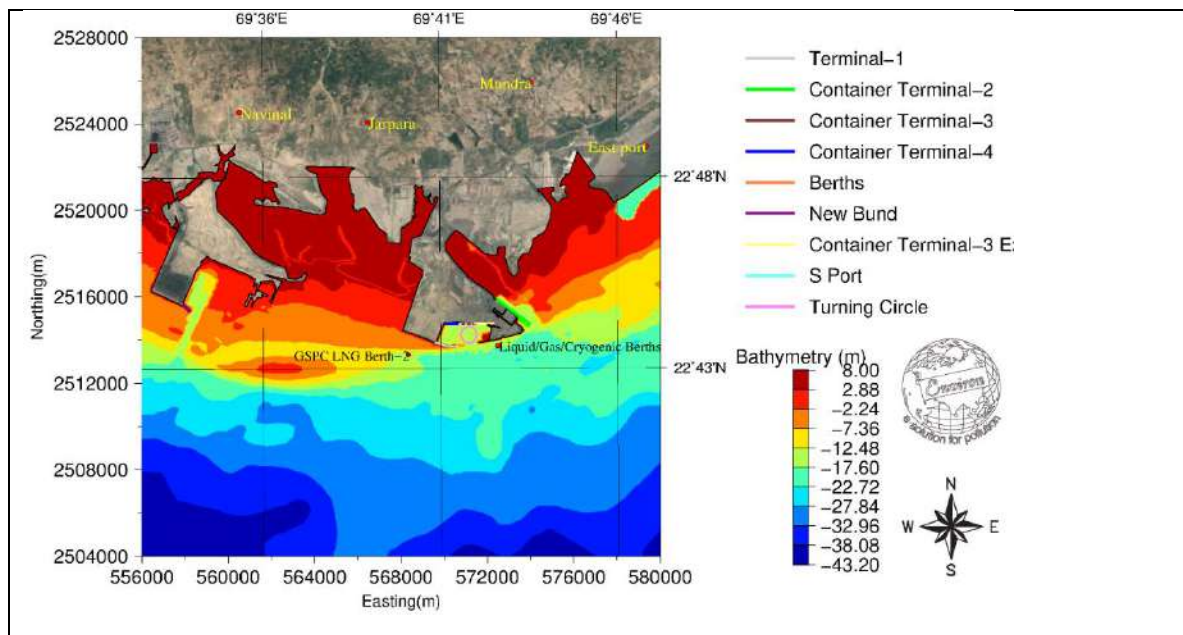 69°36'E 69°41'E 69°46'E
2528000
2524000
2520000
2516000
2512000
2508000
2504000
Northing(m)
Mandra
Navinal
Jarpara
East port
22°48'N
GSPC LNG Berth-2
Liquid/Gas/Cryogenic Berths
22°43'N
556000 560000 564000 568000 572000 576000 580000
Easting(m)
Terminal-1
Container Terminal-2
Container Terminal-3
Container Terminal-4
Berths
New Bund
Container Terminal-3 E
S Port
Turning Circle
Bathymetry (m)
8.00
2.88
-2.24
-7.36
-12.48
-17.60
-22.72
-27.84
-32.96
-38.08
-43.20
Environ
e-solution for pollution
N
W E
S